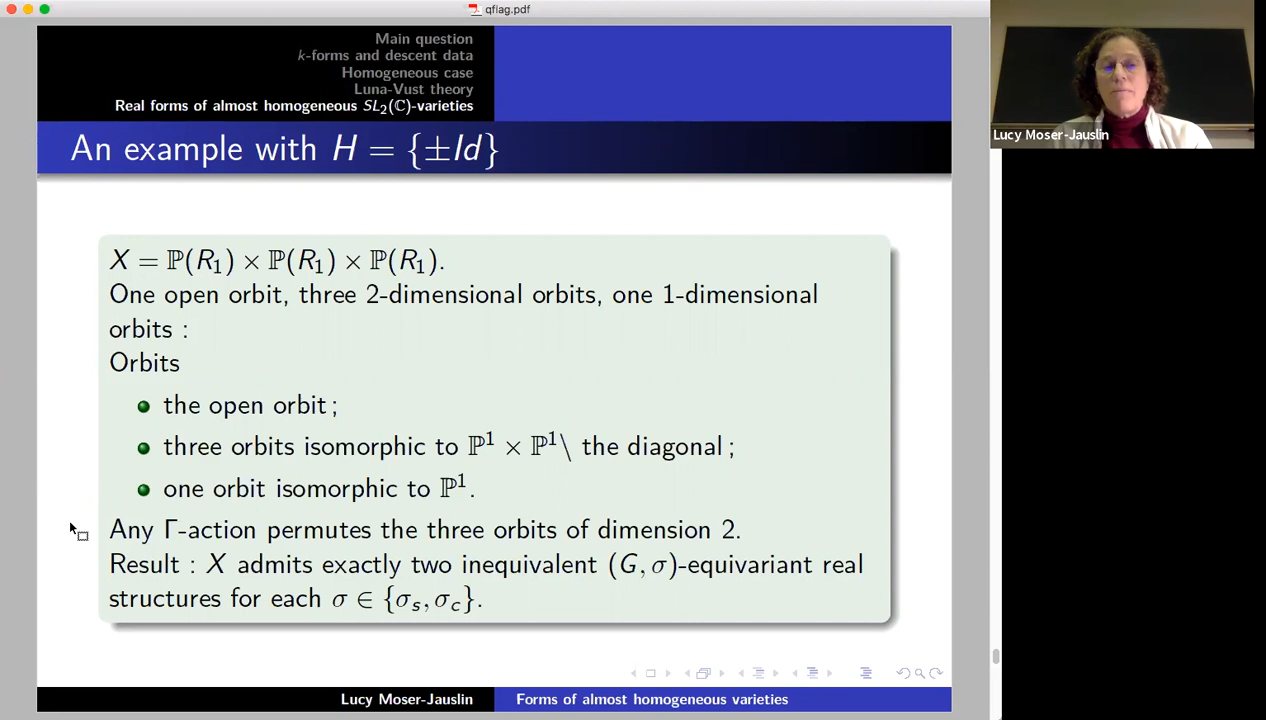 qflag.pdf
Main question
k-forms and descent data
Homogeneous case
Luna-Vust theory
Real forms of almost homogeneous SL₂(ℂ)-varieties
An example with H = {±Id}
X = ℙ(R₁) × ℙ(R₁) × ℙ(R₁).
One open orbit, three 2-dimensional orbits, one 1-dimensional
orbits :
Orbits
the open orbit ;
three orbits isomorphic to ℙ¹ × ℙ¹\ the diagonal ;
one orbit isomorphic to ℙ¹.
Any Γ-action permutes the three orbits of dimension 2.
Result : X admits exactly two inequivalent (G, σ)-equivariant real
structures for each σ ∈ {σₛ, σ_c}.
Lucy Moser-Jauslin
Forms of almost homogeneous varieties
Lucy Moser-Jauslin